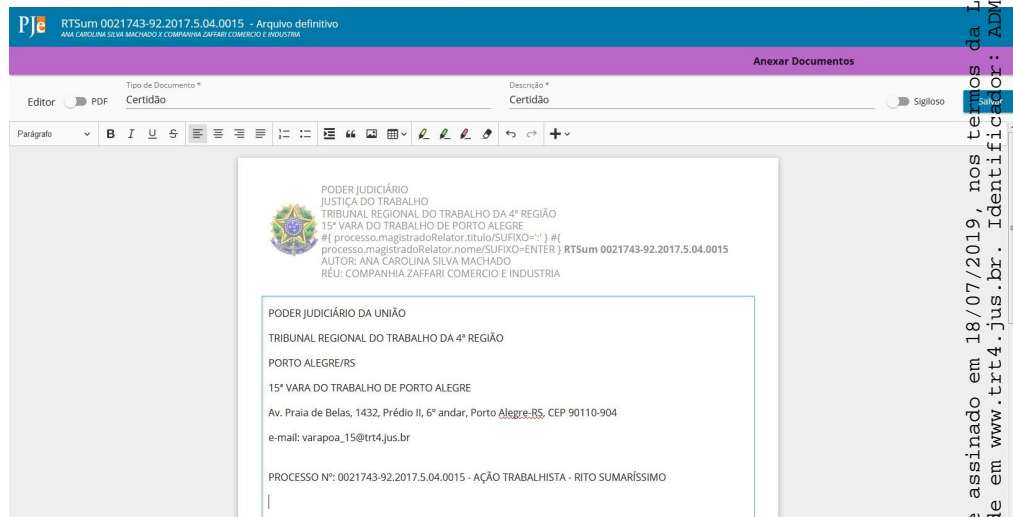 PJe
RTSum 0021743-92.2017.5.04.0015 - Arquivo definitivo
ANA CAROLINA SILVA MACHADO X COMPANHIA ZAFFARI COMERCIO E INDUSTRIA
Anexar Documentos
Editor PDF
Tipo de Documento *
Certidão
Descrição *
Certidão
Sigiloso
Salvar
Parágrafo
PODER JUDICIÁRIO
JUSTIÇA DO TRABALHO
TRIBUNAL REGIONAL DO TRABALHO DA 4ª REGIÃO
15ª VARA DO TRABALHO DE PORTO ALEGRE
#{ processo.magistradoRelator.titulo/SUFIXO=':' } #{
processo.magistradoRelator.nome/SUFIXO=ENTER } RTSum 0021743-92.2017.5.04.0015
AUTOR: ANA CAROLINA SILVA MACHADO
RÉU: COMPANHIA ZAFFARI COMERCIO E INDUSTRIA
PODER JUDICIÁRIO DA UNIÃO
TRIBUNAL REGIONAL DO TRABALHO DA 4ª REGIÃO
PORTO ALEGRE/RS
15ª VARA DO TRABALHO DE PORTO ALEGRE
Av. Praia de Belas, 1432, Prédio II, 6º andar, Porto Alegre-RS, CEP 90110-904
e-mail: varapoa_15@trt4.jus.br
PROCESSO Nº: 0021743-92.2017.5.04.0015 - AÇÃO TRABALHISTA - RITO SUMARÍSSIMO
assinado em 18/07/2019, nos termos da
em www.trt4.jus.br. Identificador: ADM